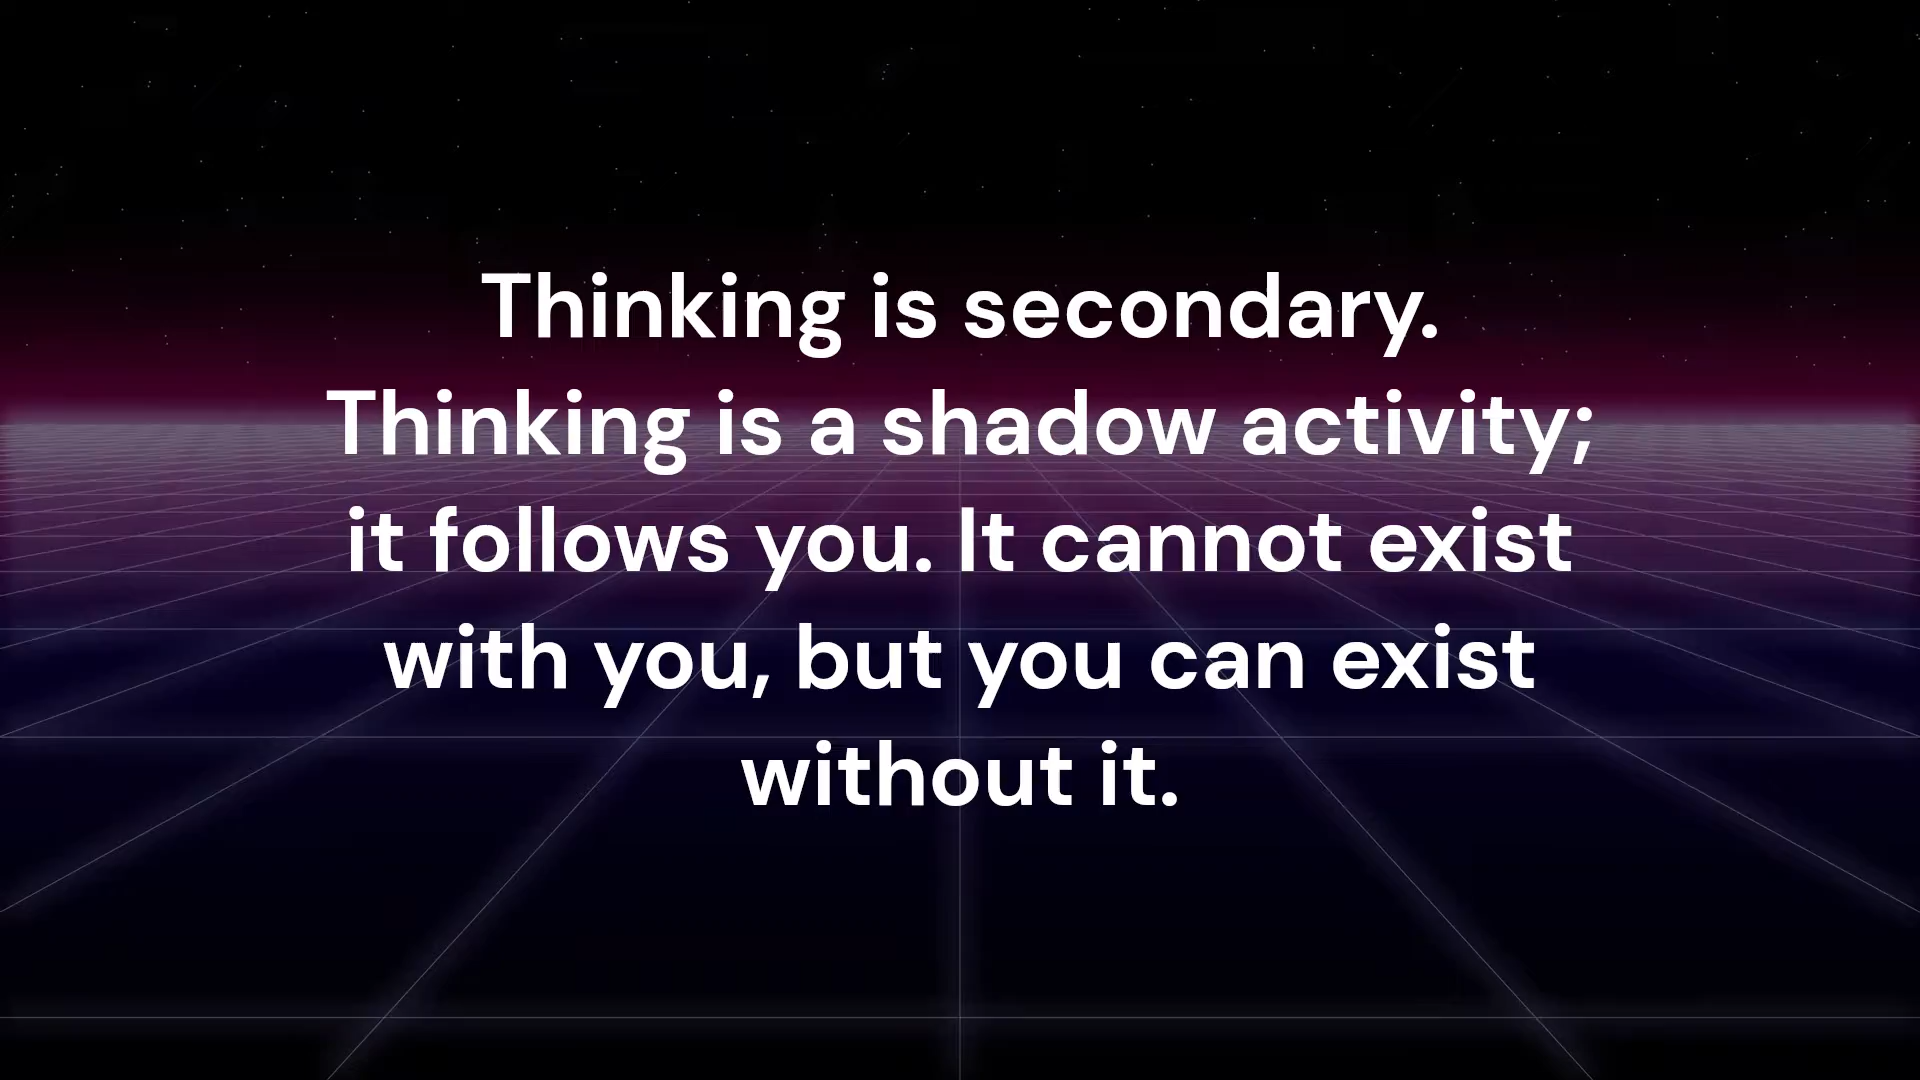 Thinking is secondary.
Thinking is a shadow activity;
it follows you. It cannot exist
with you, but you can exist
without it.